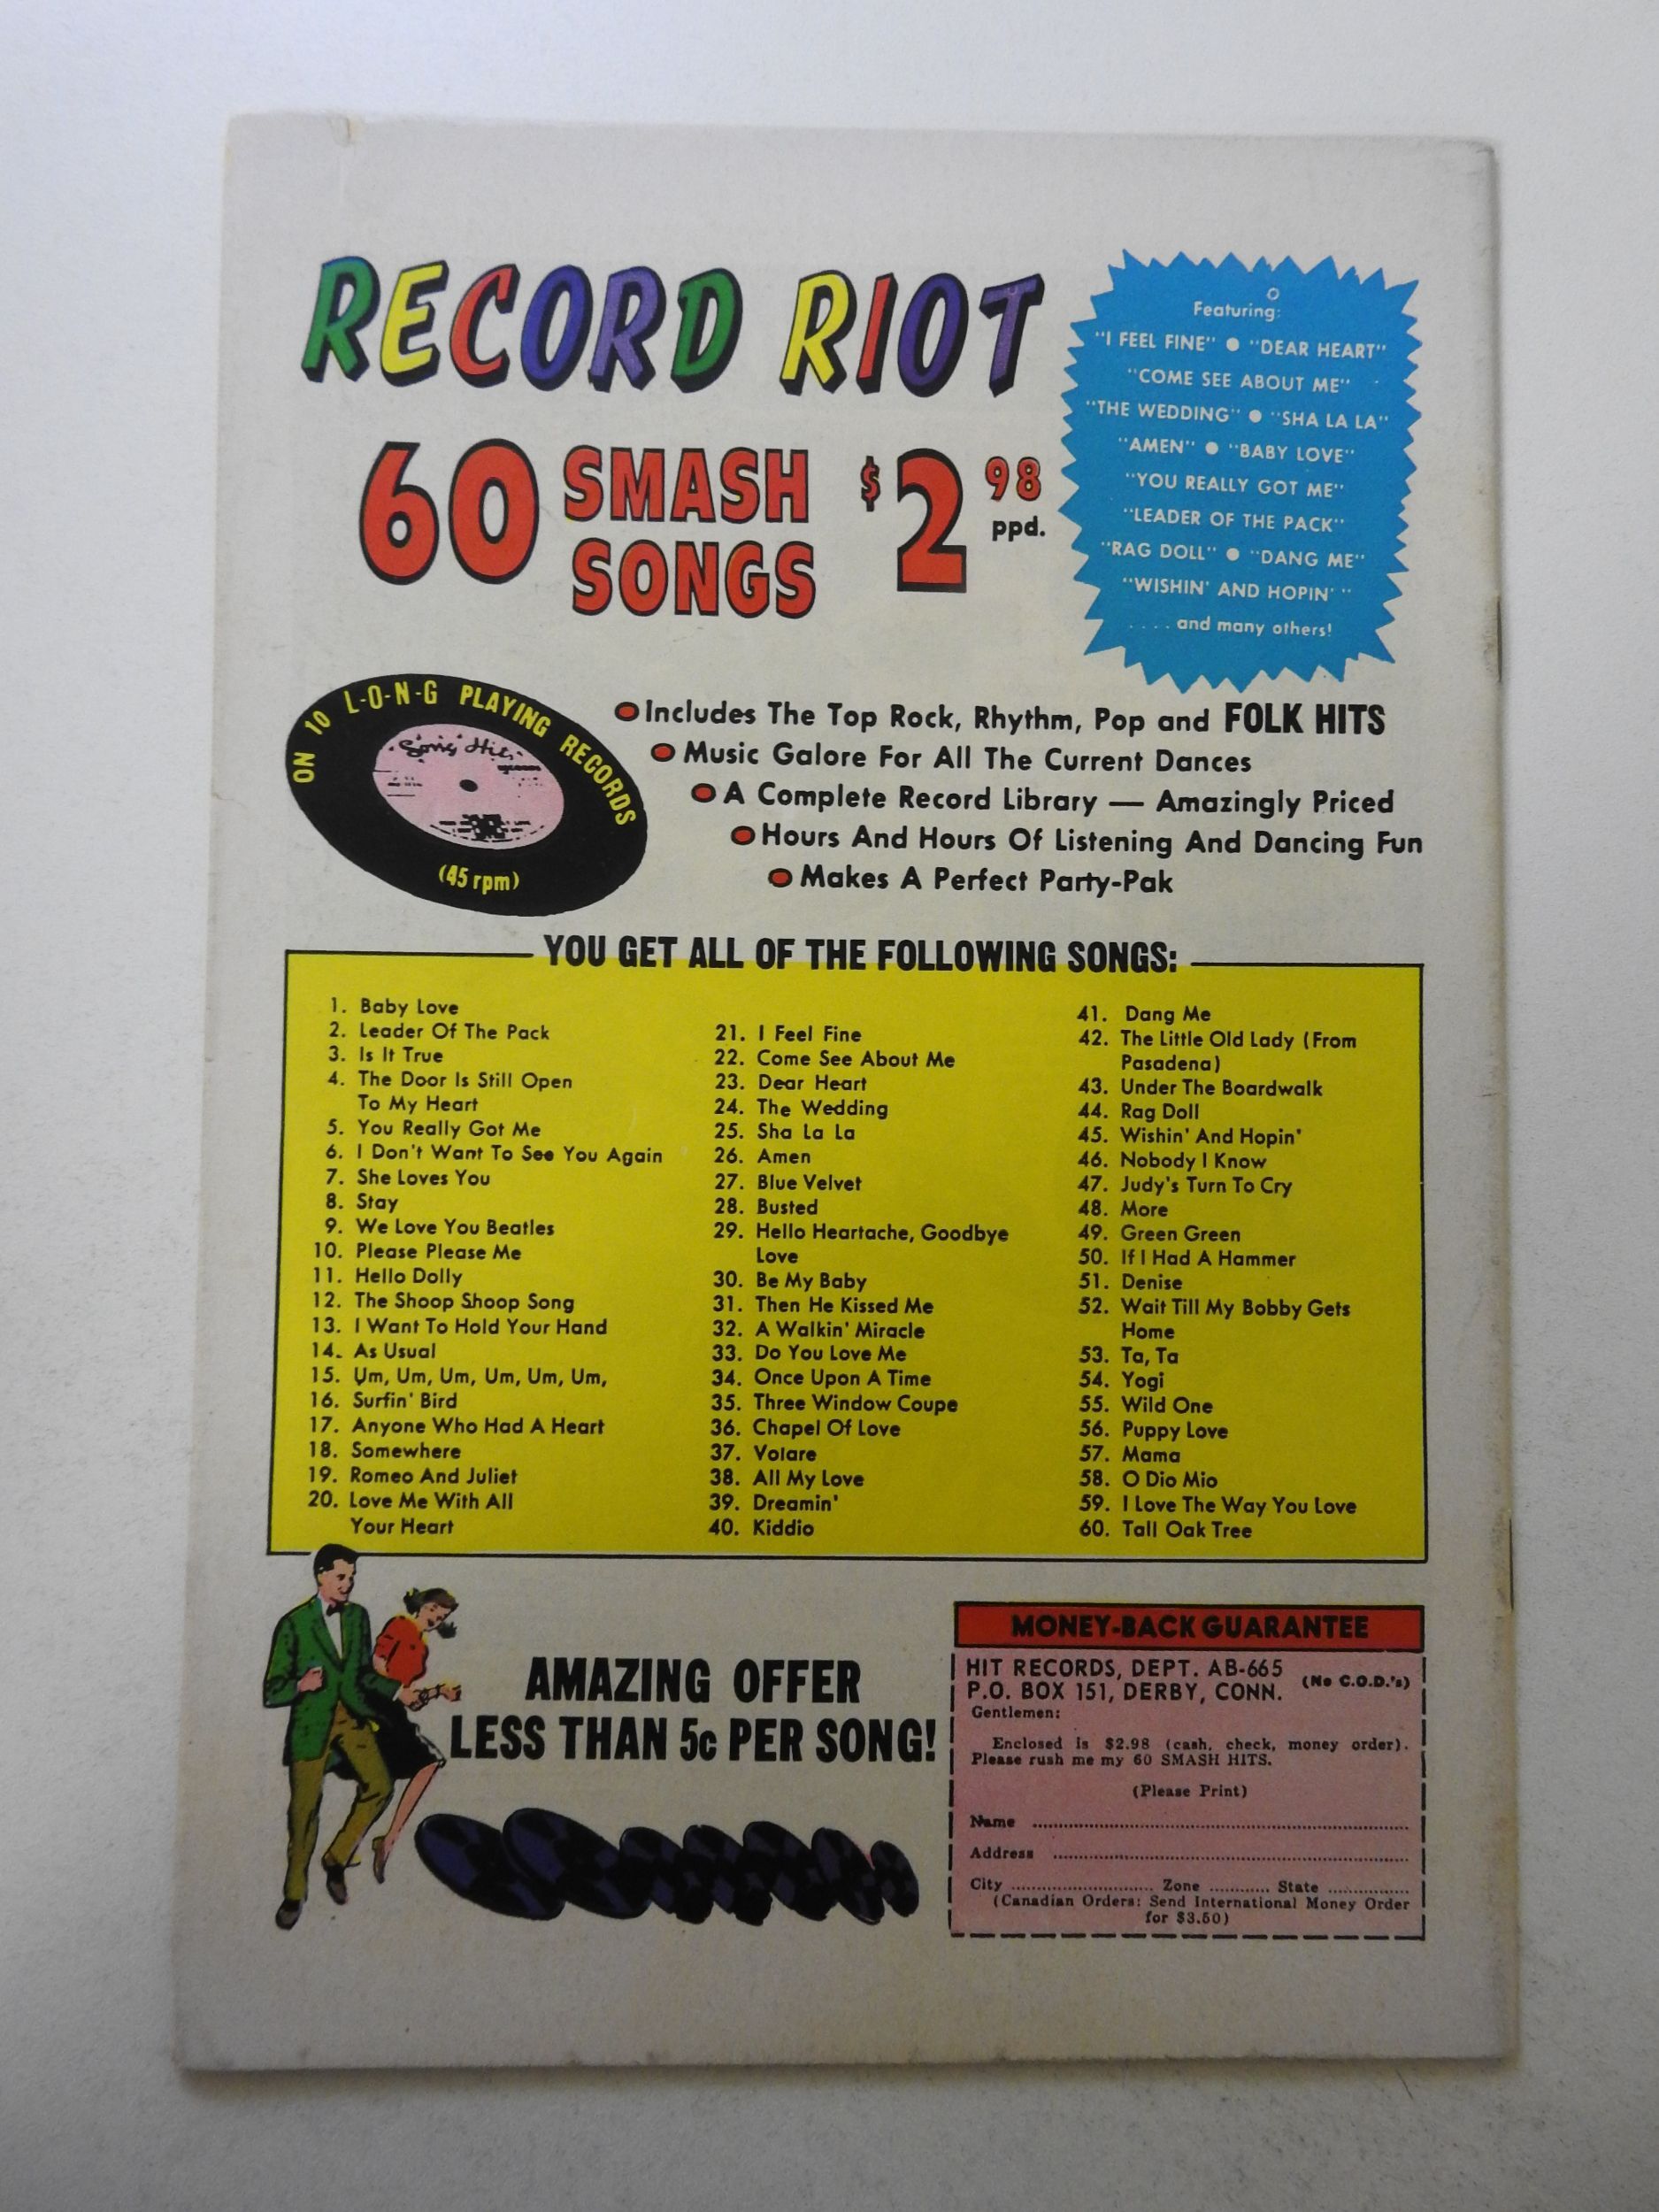 RECORD RIOT
60 SMASH SONGS $2.98 ppd.
Featuring:
"I FEEL FINE" ● "DEAR HEART"
"COME SEE ABOUT ME"
"THE WEDDING" ● "SHA LA LA"
"AMEN" ● "BABY LOVE"
"YOU REALLY GOT ME"
"LEADER OF THE PACK"
"RAG DOLL" ● "DANG ME"
"WISHIN' AND HOPIN' "
....and many others!
ON 10 L-O-N-G PLAYING RECORDS
Song Hits
(45 rpm)
● Includes The Top Rock, Rhythm, Pop and FOLK HITS
● Music Galore For All The Current Dances
● A Complete Record Library — Amazingly Priced
● Hours And Hours Of Listening And Dancing Fun
● Makes A Perfect Party-Pak
YOU GET ALL OF THE FOLLOWING SONGS:
1. Baby Love
2. Leader Of The Pack
3. Is It True
4. The Door Is Still Open
To My Heart
5. You Really Got Me
6. I Don't Want To See You Again
7. She Loves You
8. Stay
9. We Love You Beatles
10. Please Please Me
11. Hello Dolly
12. The Shoop Shoop Song
13. I Want To Hold Your Hand
14. As Usual
15. Um, Um, Um, Um, Um, Um,
16. Surfin' Bird
17. Anyone Who Had A Heart
18. Somewhere
19. Romeo And Juliet
20. Love Me With All
Your Heart
21. I Feel Fine
22. Come See About Me
23. Dear Heart
24. The Wedding
25. Sha La La
26. Amen
27. Blue Velvet
28. Busted
29. Hello Heartache, Goodbye
Love
30. Be My Baby
31. Then He Kissed Me
32. A Walkin' Miracle
33. Do You Love Me
34. Once Upon A Time
35. Three Window Coupe
36. Chapel Of Love
37. Volare
38. All My Love
39. Dreamin'
40. Kiddio
41. Dang Me
42. The Little Old Lady (From
Pasadena)
43. Under The Boardwalk
44. Rag Doll
45. Wishin' And Hopin'
46. Nobody I Know
47. Judy's Turn To Cry
48. More
49. Green Green
50. If I Had A Hammer
51. Denise
52. Wait Till My Bobby Gets
Home
53. Ta, Ta
54. Yogi
55. Wild One
56. Puppy Love
57. Mama
58. O Dio Mio
59. I Love The Way You Love
60. Tall Oak Tree
AMAZING OFFER
LESS THAN 5c PER SONG!
MONEY-BACK GUARANTEE
HIT RECORDS, DEPT. AB-665 (No C.O.D.'s)
P.O. BOX 151, DERBY, CONN.
Gentlemen:
Enclosed is $2.98 (cash, check, money order).
Please rush me my 60 SMASH HITS.
(Please Print)
Name
Address
City Zone State
(Canadian Orders: Send International Money Order
for $3.50)